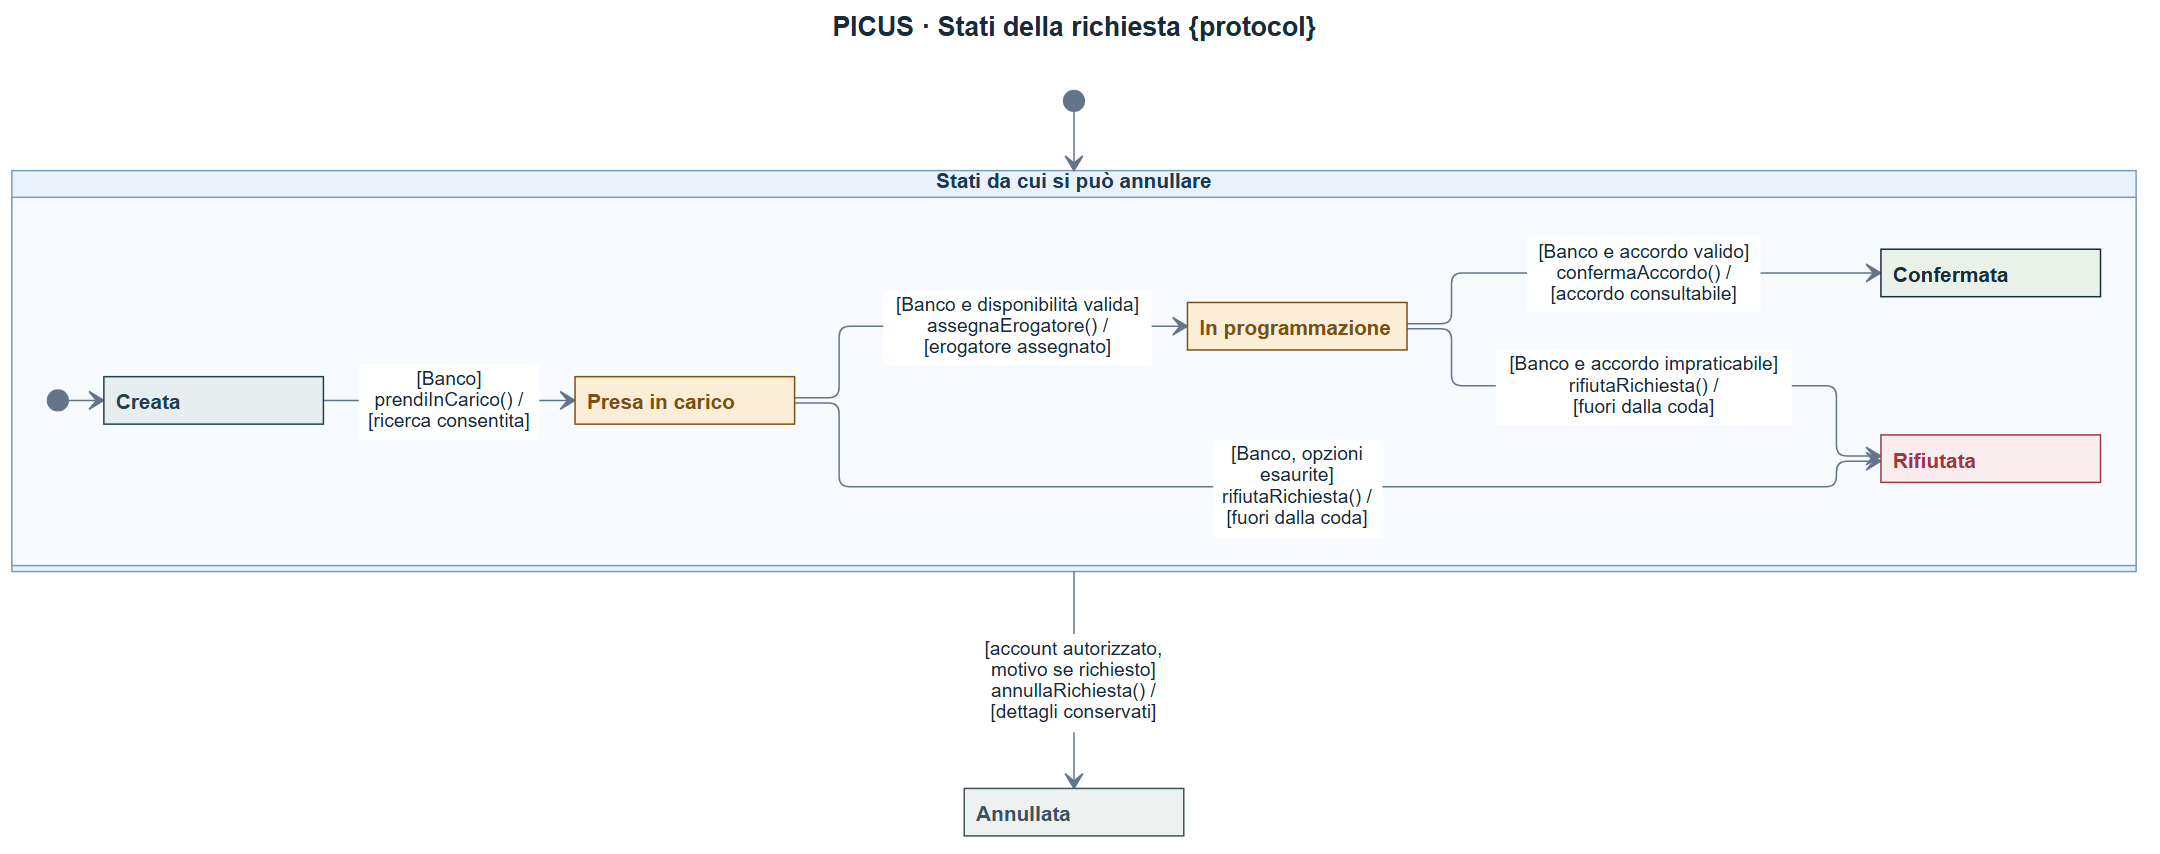 PICUS · Stati della richiesta {protocol}
Stati da cui si può annullare
Creata
[Banco]
prendiInCarico() /
[ricerca consentita]
Presa in carico
[Banco e disponibilità valida]
assegnaErogatore() /
[erogatore assegnato]
In programmazione
[Banco e accordo valido]
confermaAccordo() /
[accordo consultabile]
Confermata
[Banco e accordo impraticabile]
rifiutaRichiesta() /
[fuori dalla coda]
[Banco, opzioni
esaurite]
rifiutaRichiesta() /
[fuori dalla coda]
Rifiutata
[account autorizzato,
motivo se richiesto]
annullaRichiesta() /
[dettagli conservati]
Annullata